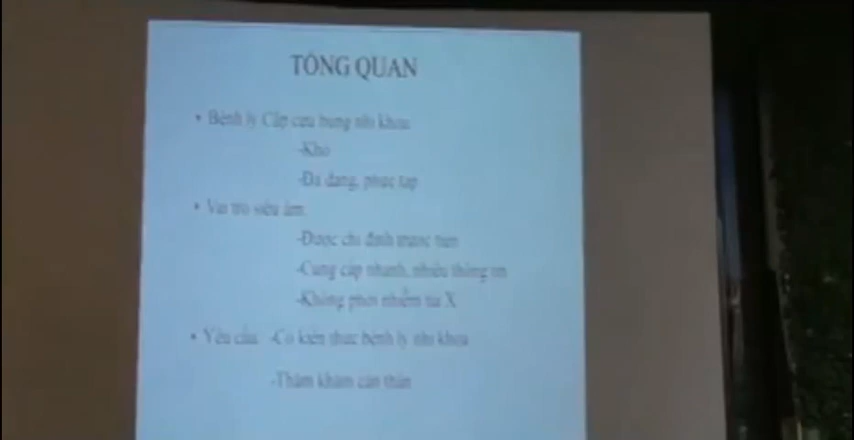 TỔNG QUAN
• Bệnh lý Cấp cứu bụng nhi khoa
-Khó
-Đa dạng, phức tạp
• Vai trò siêu âm:
-Được chỉ định trước tiên
-Cung cấp nhanh, nhiều thông tin
-Không phơi nhiễm tia X
• Yêu cầu: -Có kiến thức bệnh lý nhi khoa
-Thăm khám cẩn thận